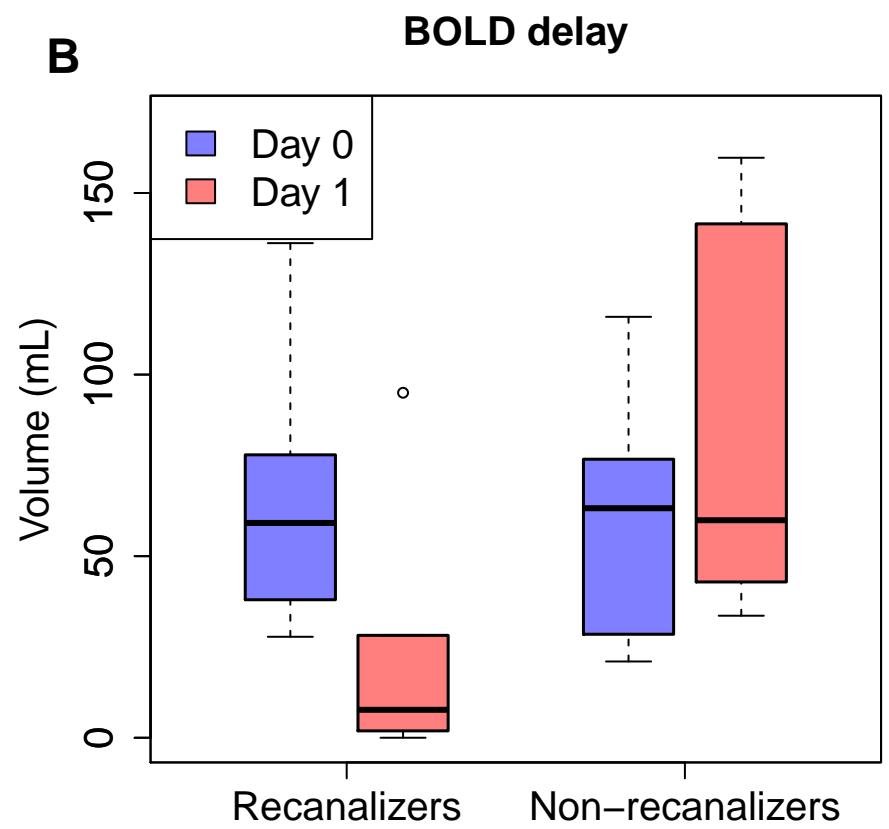 B
BOLD delay
Day 0
Day 1
Volume (mL)
150
100
50
0
Recanalizers
Non−recanalizers